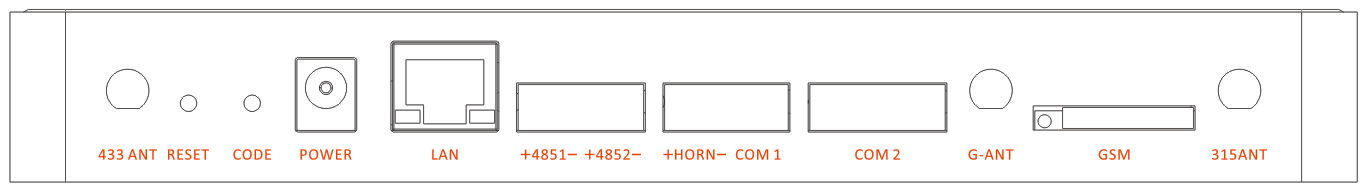 433 ANT RESET CODE POWER LAN +4851− +4852− +HORN− COM 1 COM 2 G-ANT GSM 315ANT